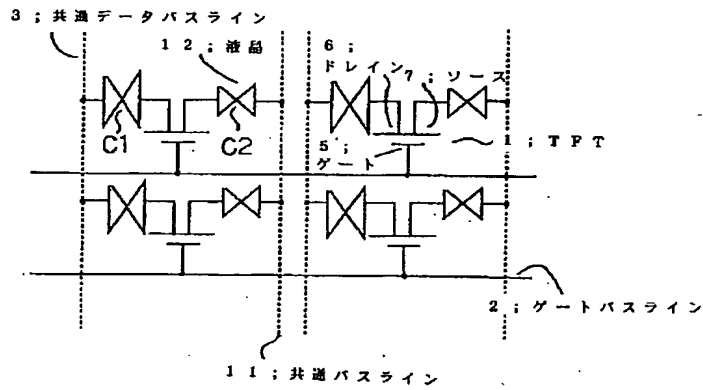 3；共通データバスライン
12；液晶
6；
ドレイン
7；ソース
C1
C2
5；
ゲート
1；TFT
2；ゲートバスライン
11；共通バスライン